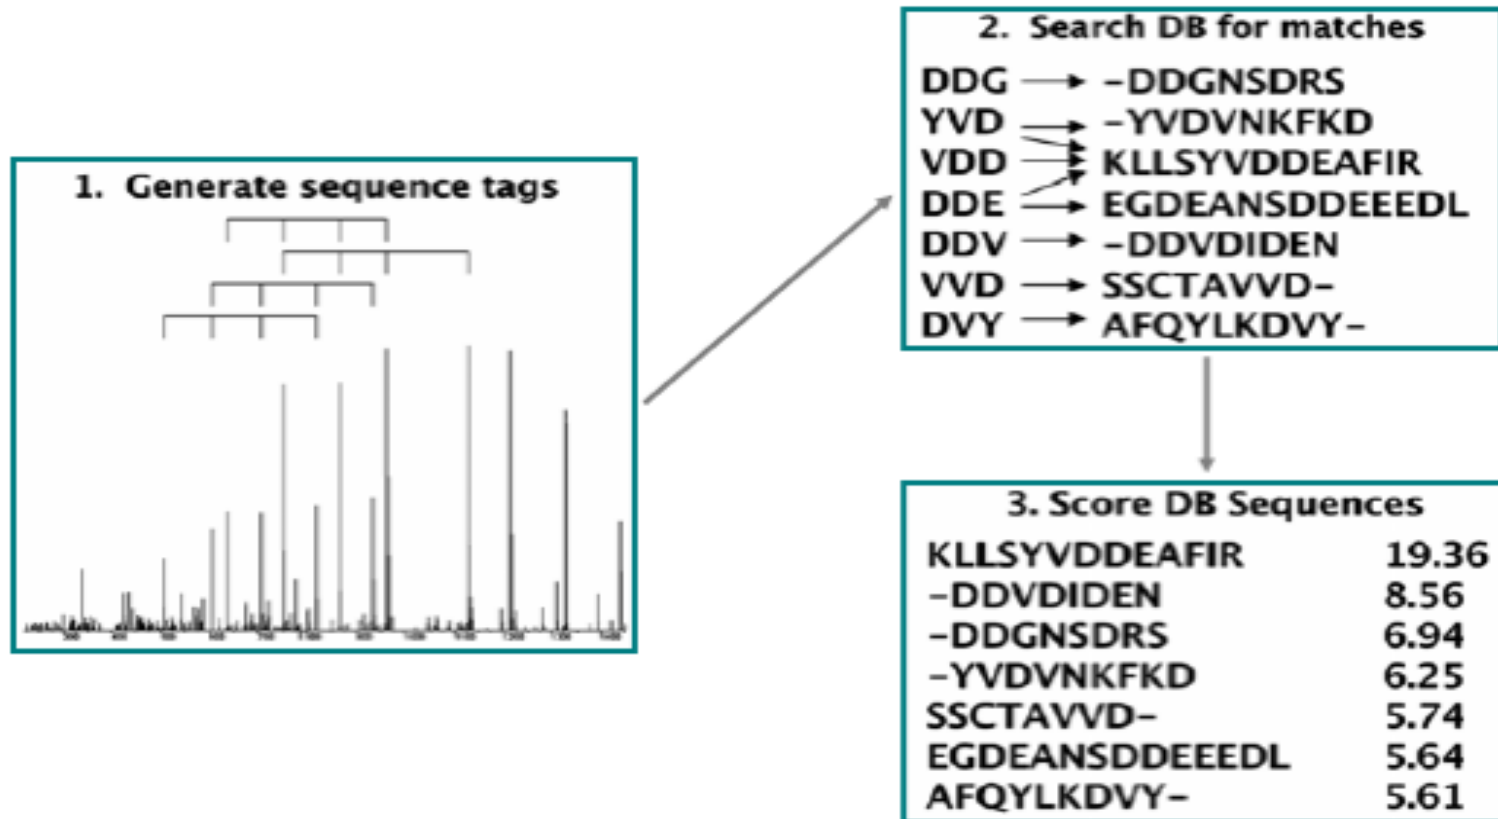 1. Generate sequence tags
2. Search DB for matches
DDG -DDGNSDRS
YVD -YVDVNKFKD
VDD KLLSYVDDEAFIR
DDE EGDEANSDDEEEDL
DDV -DDVDIDEN
VVD SSCTAVVD-
DVY AFQYLKDVY-
3. Score DB Sequences
KLLSYVDDEAFIR 19.36
-DDVDIDEN 8.56
-DDGNSDRS 6.94
-YVDVNKFKD 6.25
SSCTAVVD- 5.74
EGDEANSDDEEEDL 5.64
AFQYLKDVY- 5.61